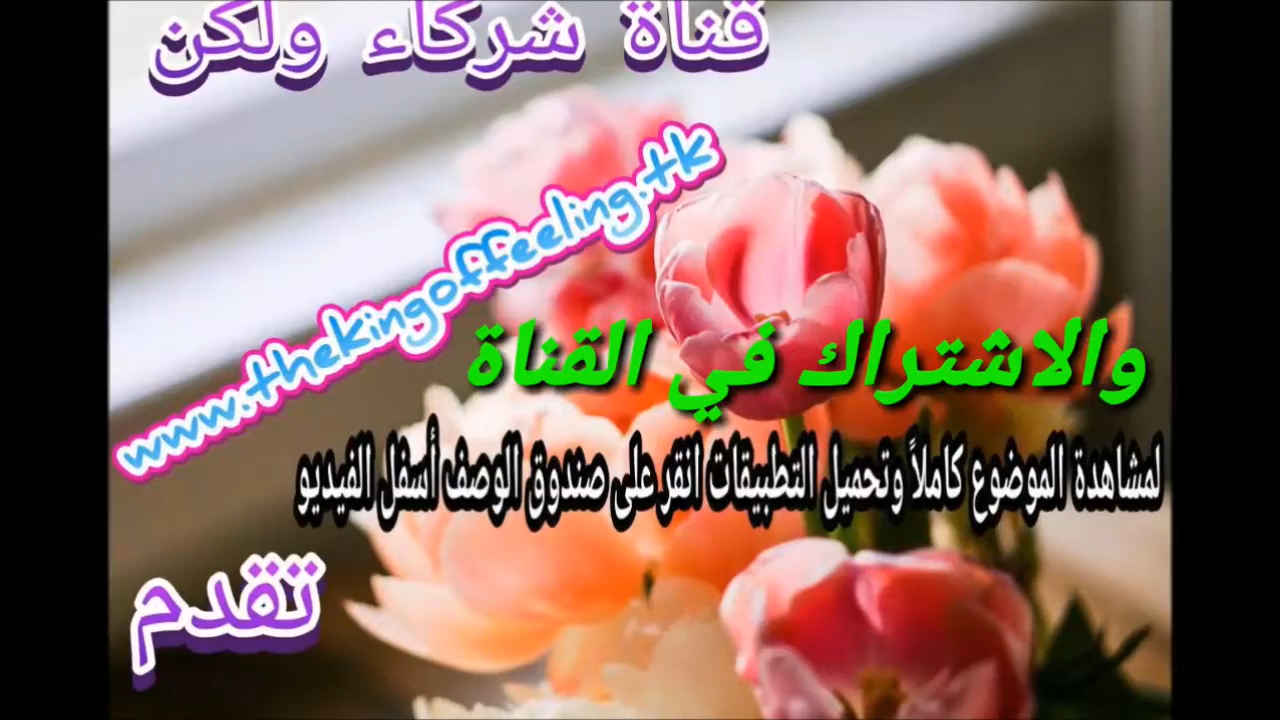 قناة شركاء ولكن
www.thekingoffeeling.tk
والاشتراك في القناة
لمشاهدة الموضوع كاملاً وتحميل التطبيقات انقر على صندوق الوصف أسفل الفيديو
تقدم